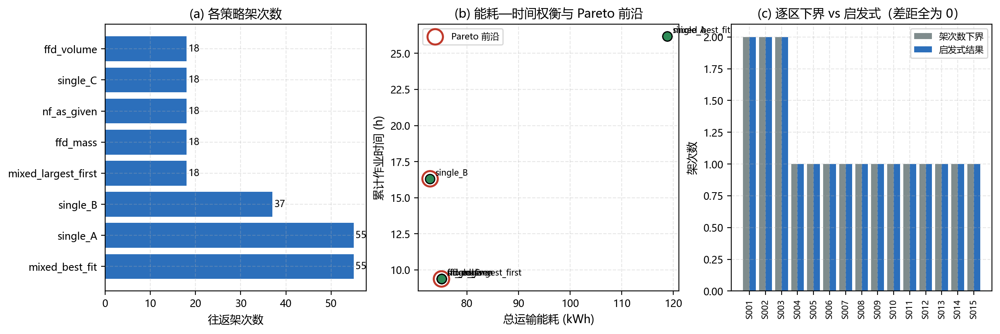 (a) 各策略架次数
ffd_volume
18
single_C
18
nf_as_given
18
ffd_mass
18
mixed_largest_first
18
single_B
37
single_A
55
mixed_best_fit
55
0
10
20
30
40
50
往返架次数
(b) 能耗—时间权衡与 Pareto 前沿
Pareto 前沿
single_A
mixed_best_fit
single_B
mixed_largest_first
25.0
22.5
20.0
17.5
15.0
12.5
10.0
累计作业时间 (h)
80
90
100
110
120
总运输能耗 (kWh)
(c) 逐区下界 vs 启发式（差距全为 0）
架次数下界
启发式结果
2.00
1.75
1.50
1.25
1.00
0.75
0.50
0.25
0.00
架次数
S001
S002
S003
S004
S005
S006
S007
S008
S009
S010
S011
S012
S013
S014
S015